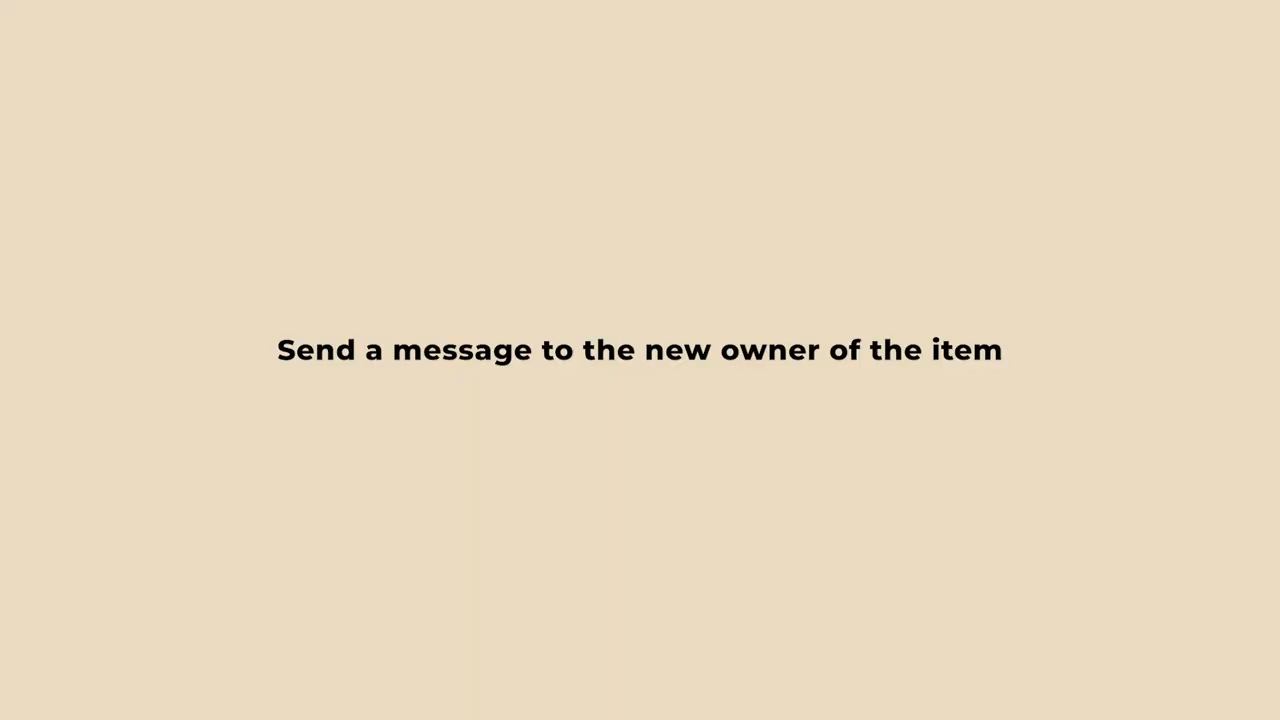 Send a message to the new owner of the item